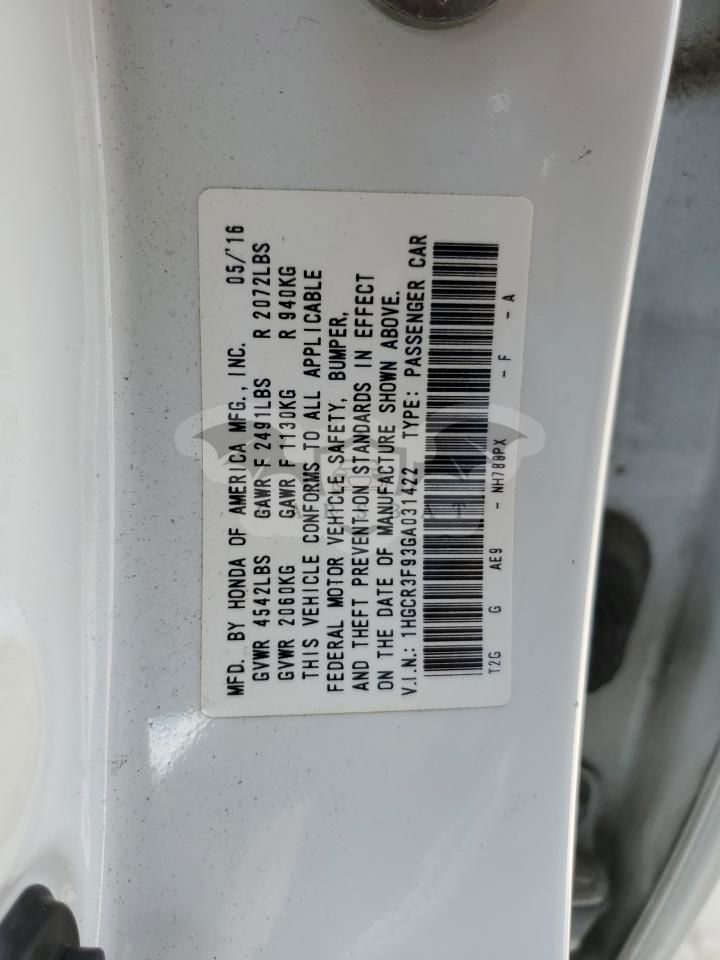 MFD. BY HONDA OF AMERICA MFG., INC. 05/'16
GVWR 4542LBS GAWR F 2491LBS R 2072LBS
GVWR 2060KG GAWR F 1130KG R 940KG
THIS VEHICLE CONFORMS TO ALL APPLICABLE
FEDERAL MOTOR VEHICLE SAFETY, BUMPER,
AND THEFT PREVENTION STANDARDS IN EFFECT
ON THE DATE OF MANUFACTURE SHOWN ABOVE.
V.I.N.: 1HGCR3F93GA031422 TYPE: PASSENGER CAR
T2G G AE9 - NH788PX - F - A